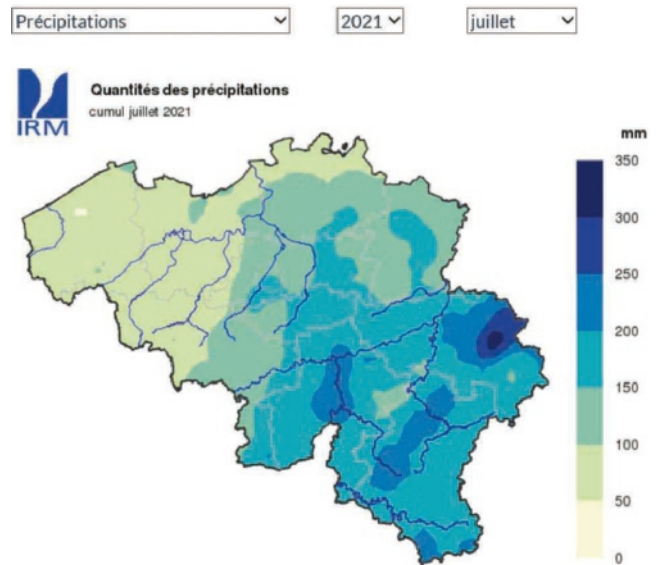 Précipitations 2021 juillet
Quantités des précipitations
cumul juillet 2021
IRM
mm
350
300
250
200
150
100
50
0